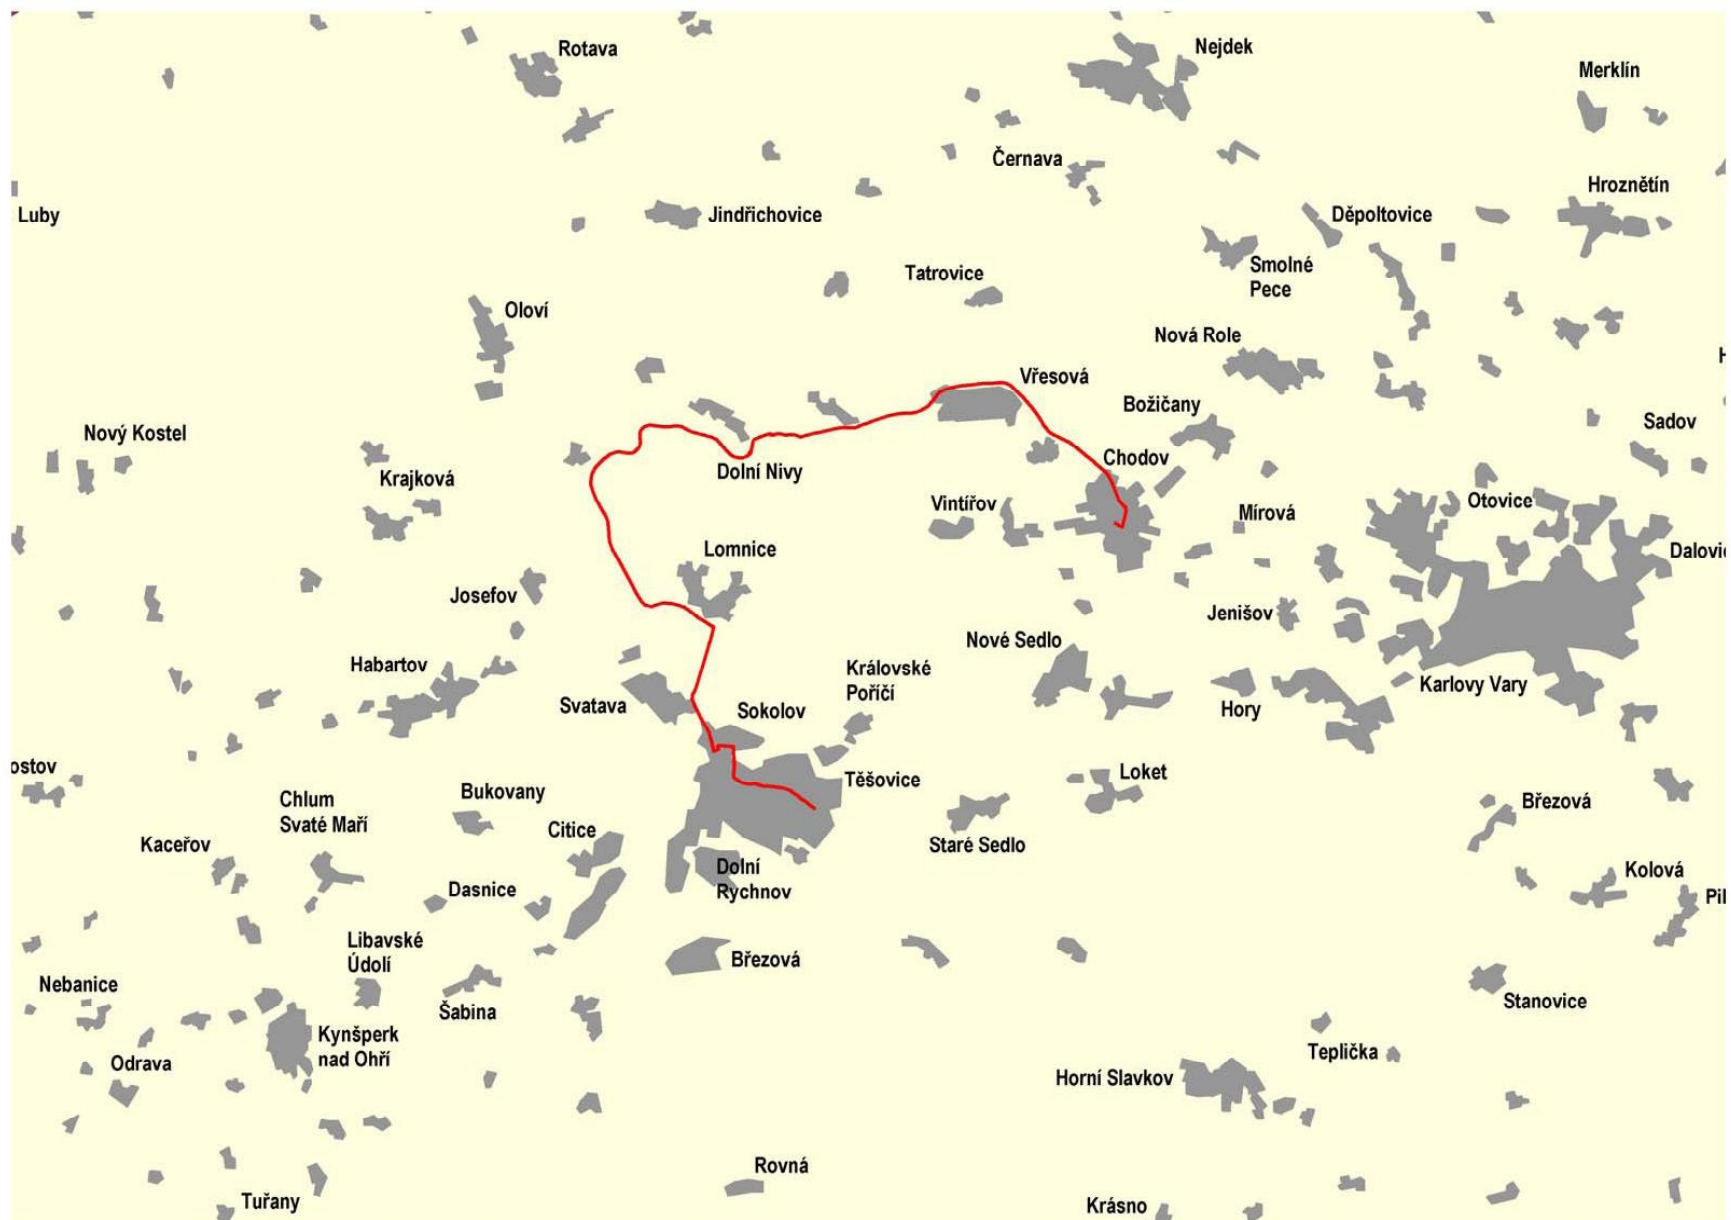 Rotava
Nejdek
Merklín
Černava
Hroznětín
Luby
Jindřichovice
Děpoltovice
Smolné
Pece
Tatrovice
Oloví
Nová Role
H
Vřesová
Božičany
Sadov
Nový Kostel
Krajková
Dolní Nivy
Chodov
Vintířov
Mírová
Otovice
Lomnice
Dalovi
Josefov
Jenišov
Nové Sedlo
Habartov
Královské
Poříčí
Svatava
Sokolov
Hory
Karlovy Vary
ostov
Těšovice
Loket
Chlum
Svaté Maří
Bukovany
Březová
Kaceřov
Citice
Staré Sedlo
Dolní
Rychnov
Dasnice
Kolová
Pil
Libavské
Údolí
Březová
Nebanice
Šabina
Stanovice
Kynšperk
nad Ohří
Odrava
Teplička
Horní Slavkov
Rovná
Tuřany
Krásno